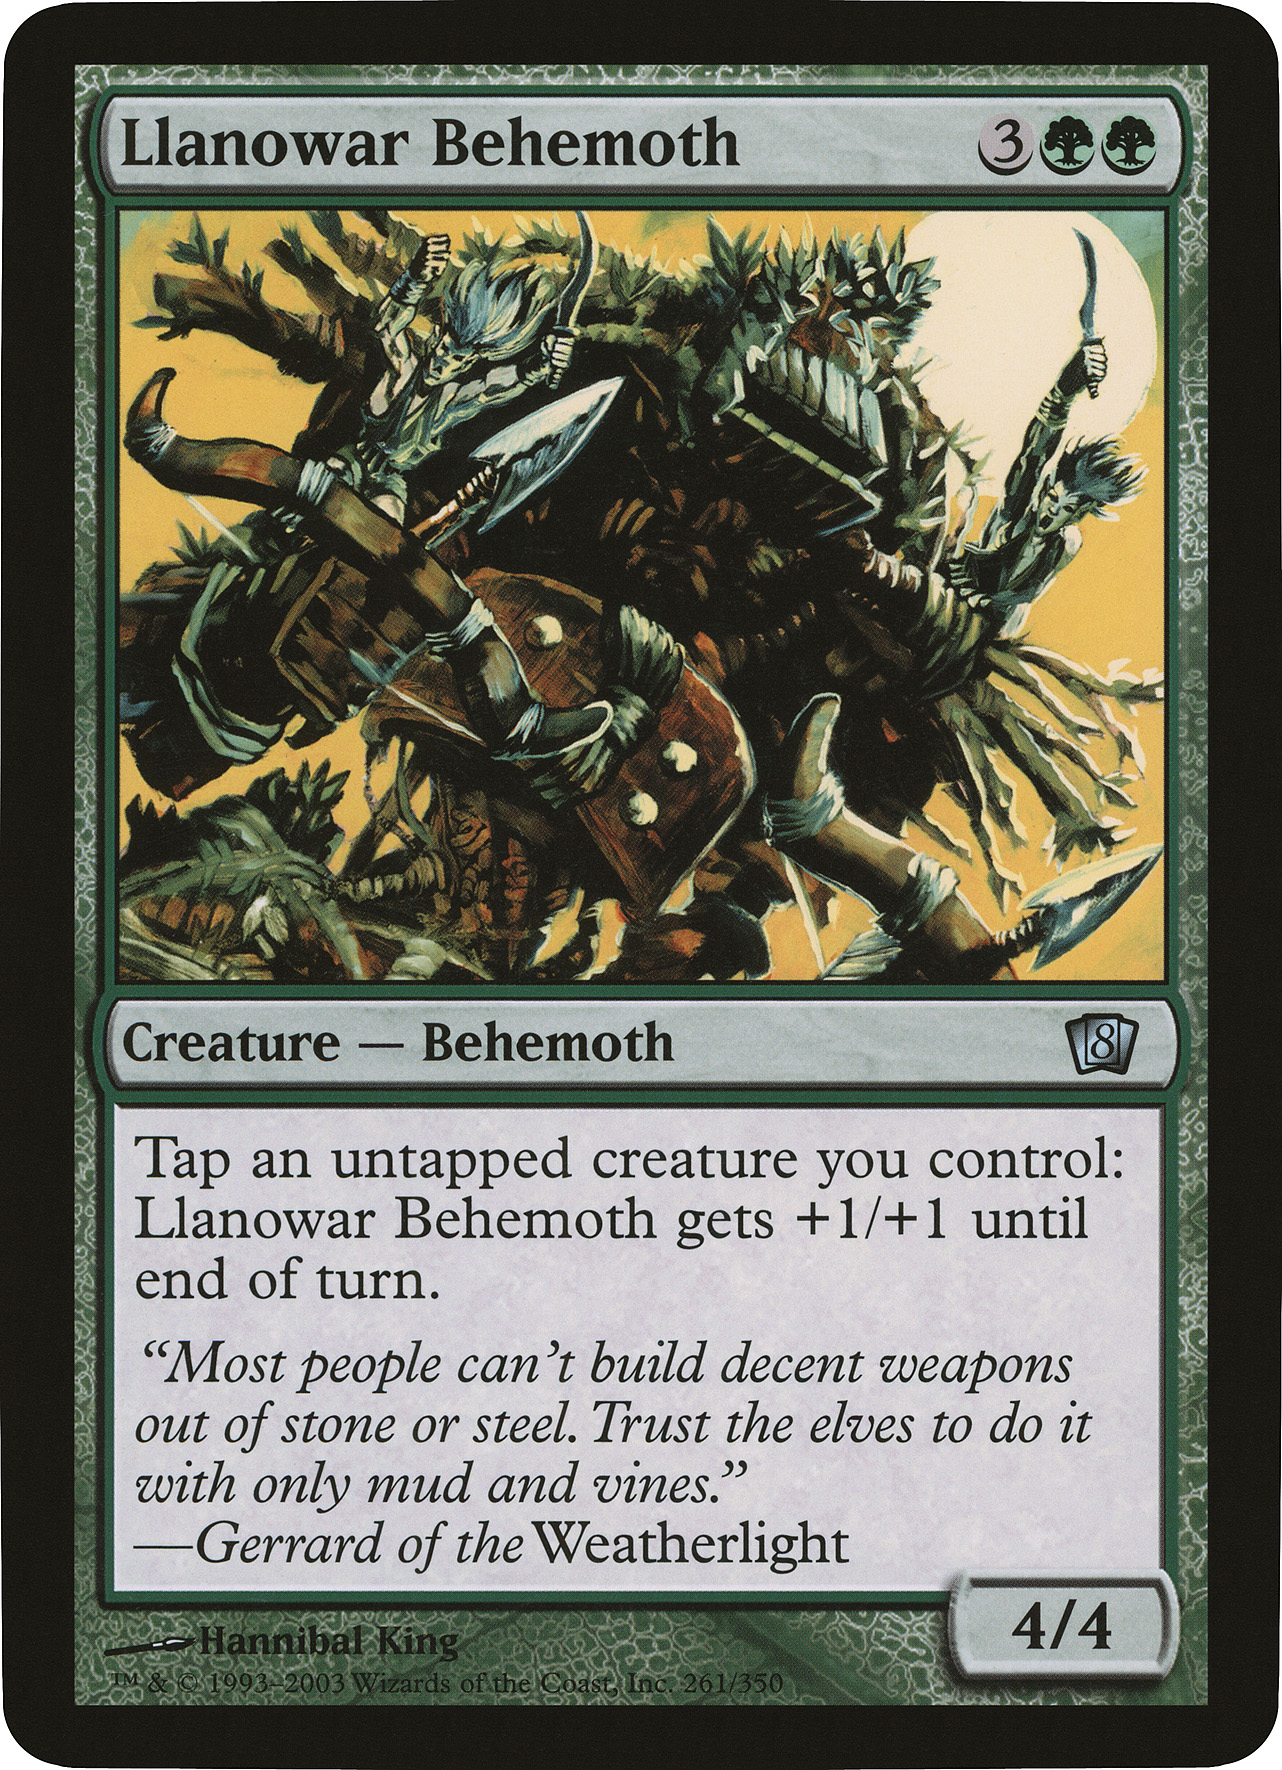 Llanowar Behemoth 3
Creature — Behemoth 8
Tap an untapped creature you control:
Llanowar Behemoth gets +1/+1 until
end of turn.
“Most people can’t build decent weapons
out of stone or steel. Trust the elves to do it
with only mud and vines.”
—Gerrard of the Weatherlight
4/4
Hannibal King
™ & © 1993–2003 Wizards of the Coast, Inc. 261/350